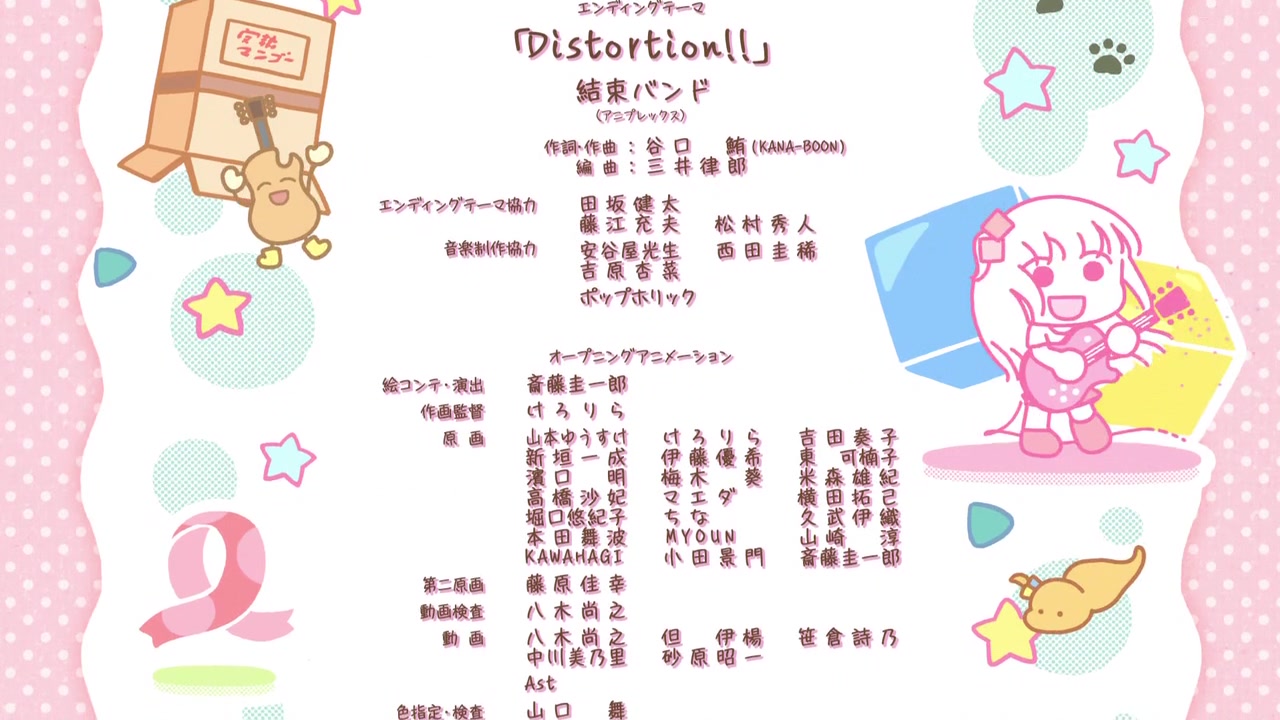 エンディングテーマ
「Distortion!!」
結束バンド
(アニプレックス)
作詞・作曲：谷口 鮪(KANA-BOON)
編曲：三井律郎
エンディングテーマ協力 田坂健太
藤江充夫 松村秀人
音楽制作協力 安谷屋光生 西田圭稀
吉原杏菜
ポップホリック
オープニングアニメーション
絵コンテ・演出 斎藤圭一郎
作画監督 けろりら
原画 山本ゆうすけ けろりら 吉田奏子
新垣一成 伊藤優希 東 可楠子
濱口 明 梅木 葵 米森雄紀
高橋沙妃 マエダ 横田拓己
堀口悠紀子 ちな 久武伊織
本田舞波 MYOUN 山崎 淳
KAWAHAGI 小田景門 斎藤圭一郎
第二原画 藤原佳幸
動画検査 八木尚之
動画 八木尚之 但 伊楊 笹倉詩乃
中川美乃里 砂原昭一
Ast
色指定・検査 山口 舞
完熟
マンゴー